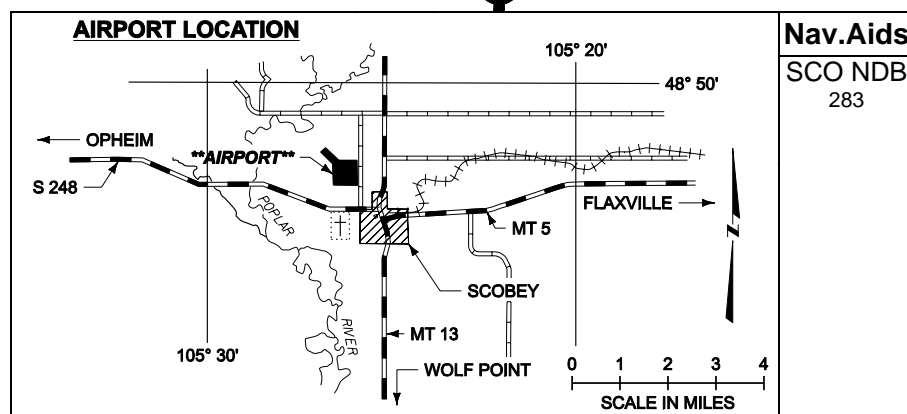 AIRPORT LOCATION
105° 20'
48° 50'
OPHEIM
**AIRPORT**
S 248
POPLAR
FLAXVILLE
MT 5
N
SCOBEY
RIVER
MT 13
105° 30'
WOLF POINT
0 1 2 3 4
SCALE IN MILES
Nav.Aids
SCO NDB
283